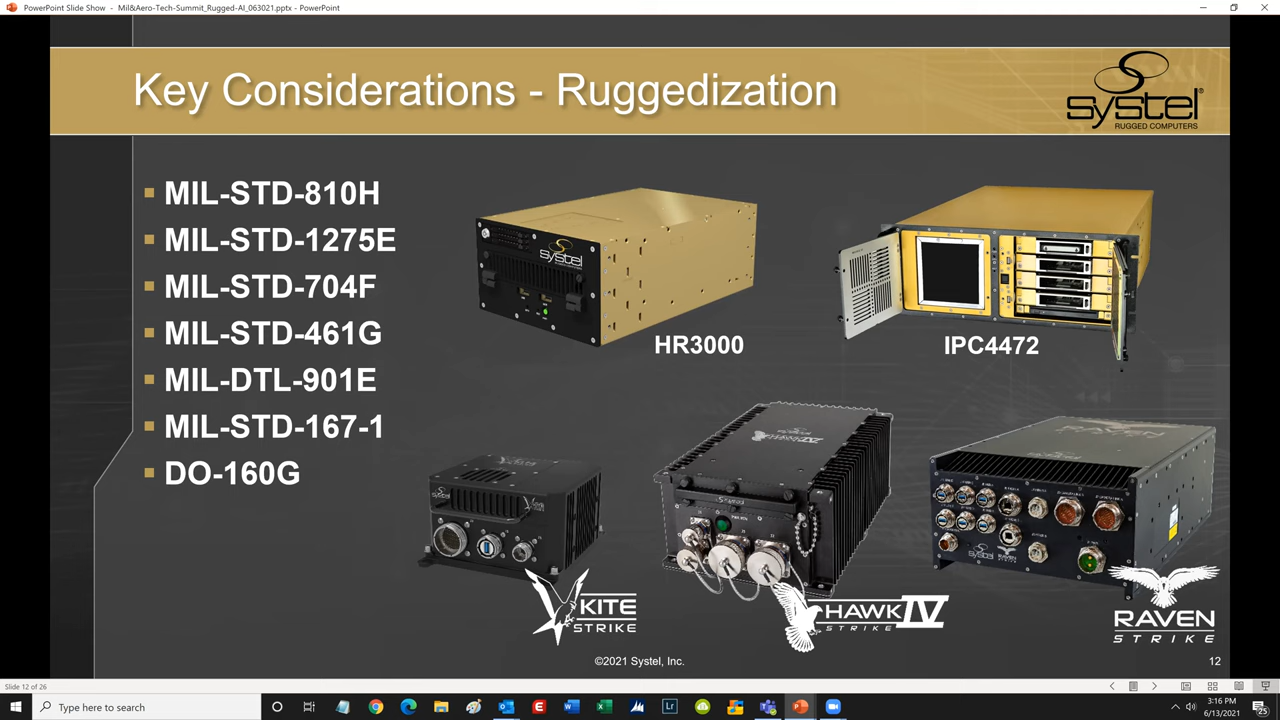 PowerPoint Slide Show - Mil&Aero-Tech-Summit_Rugged-AI_063021.pptx - PowerPoint
Key Considerations - Ruggedization
systel®
RUGGED COMPUTERS
MIL-STD-810H
MIL-STD-1275E
MIL-STD-704F
MIL-STD-461G
MIL-DTL-901E
MIL-STD-167-1
DO-160G
systel
HR3000
IPC4472
KITE
STRIKE
HAWK IV
STRIKE
RAVEN
STRIKE
©2021 Systel, Inc.
12
Slide 12 of 26
Type here to search
3:16 PM
6/13/2021